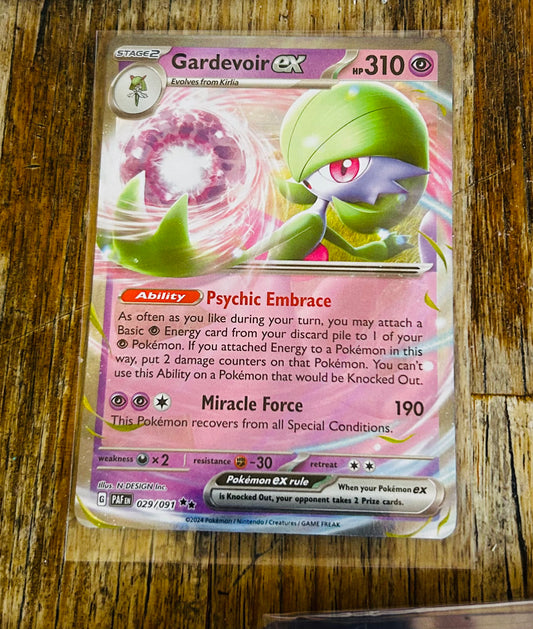 STAGE2 Gardevoir ex HP 310
Evolves from Kirlia
Ability Psychic Embrace
As often as you like during your turn, you may attach a
Basic Energy card from your discard pile to 1 of your
Pokémon. If you attached Energy to a Pokémon in this
way, put 2 damage counters on that Pokémon. You can't
use this Ability on a Pokémon that would be Knocked Out.
Miracle Force 190
This Pokémon recovers from all Special Conditions.
weakness ×2 resistance -30 retreat
Illus. N-DESIGN Inc.
Pokémon ex rule
When your Pokémon ex
is Knocked Out, your opponent takes 2 Prize cards.
G PAF EN 029/091
©2024 Pokémon / Nintendo / Creatures / GAME FREAK